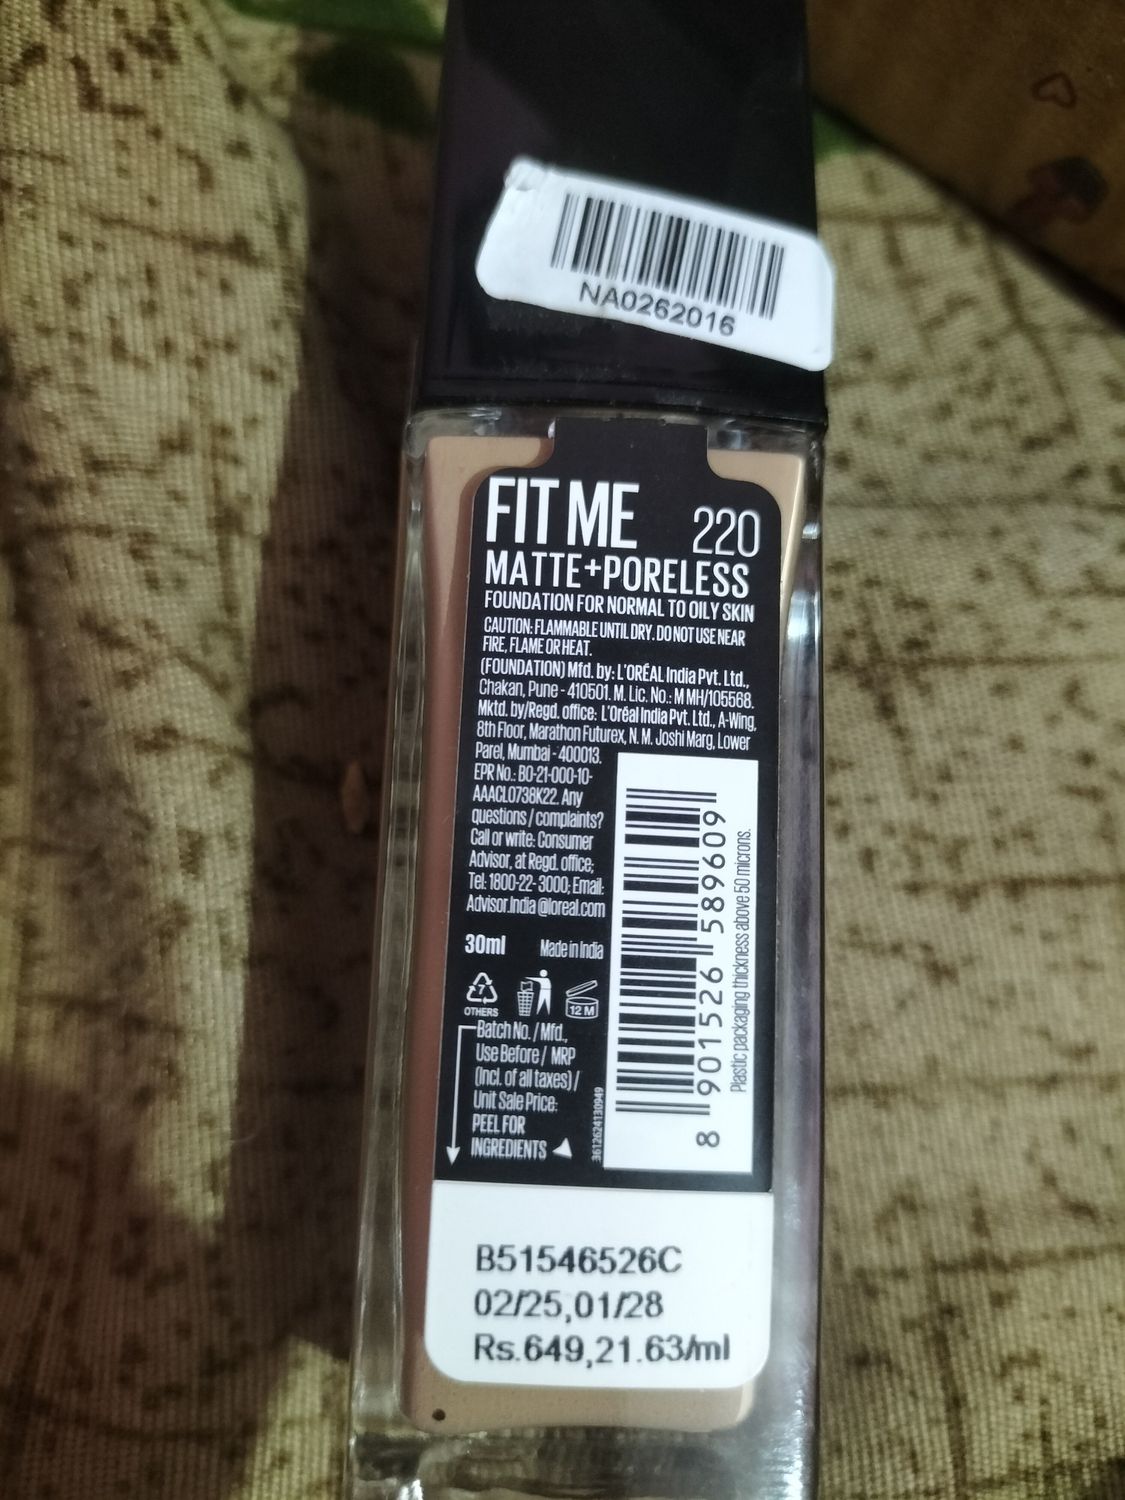 NA0262016
FIT ME 220
MATTE+PORELESS
FOUNDATION FOR NORMAL TO OILY SKIN
CAUTION: FLAMMABLE UNTIL DRY. DO NOT USE NEAR
FIRE, FLAME OR HEAT.
(FOUNDATION) Mfd. by: L'ORÉAL India Pvt. Ltd.,
Chakan, Pune - 410501. M. Lic. No.: M MH/105568.
Mktd. by/Regd. office: L'Oréal India Pvt. Ltd., A-Wing,
8th Floor, Marathon Futurex, N. M. Joshi Marg, Lower
Parel, Mumbai - 400013.
EPR No.: BO-21-000-10-
AAACL0738K22. Any
questions / complaints?
Call or write: Consumer
Advisor, at Regd. office;
Tel: 1800-22- 3000; Email:
Advisor.India @loreal.com
30ml Made in India
7
OTHERS
12 M
Batch No. / Mfd.,
Use Before / MRP
(Incl. of all taxes) /
Unit Sale Price:
PEEL FOR
INGREDIENTS
3612624130949
8 901526 589609
Plastic packaging thickness above 50 microns.
B51546526C
02/25,01/28
Rs.649,21.63/ml